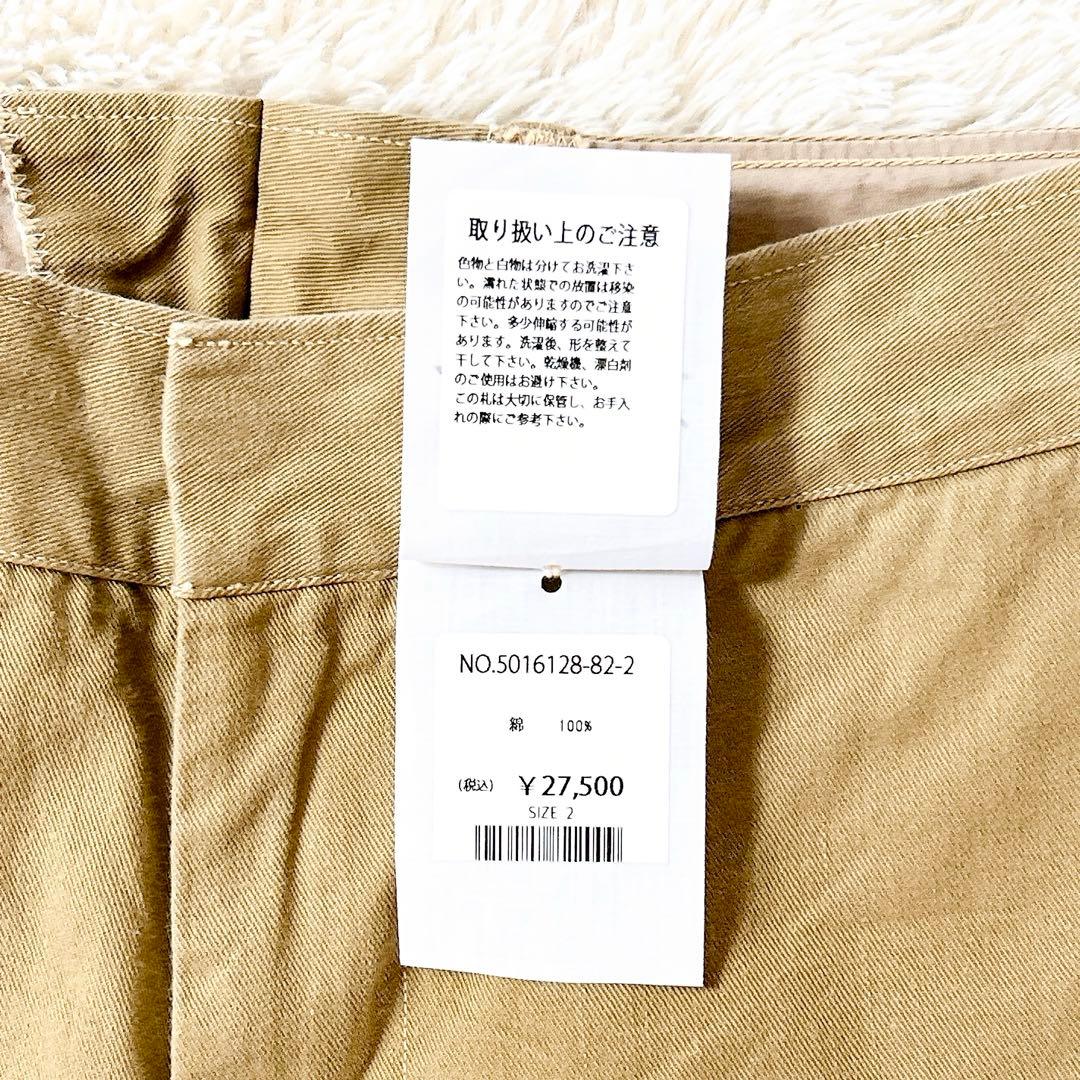 取り扱い上のご注意
色物と白物は分けてお洗濯下さ
い。濡れた状態での放置は移染
の可能性がありますのでご注意
下さい。多少伸縮する可能性が
あります。洗濯後、形を整えて
干して下さい。乾燥機、漂白剤
のご使用はお避け下さい。
この札は大切に保管し、お手入
れの際にご参考下さい。
NO.5016128-82-2
綿 100%
(税込) ￥27,500
SIZE 2